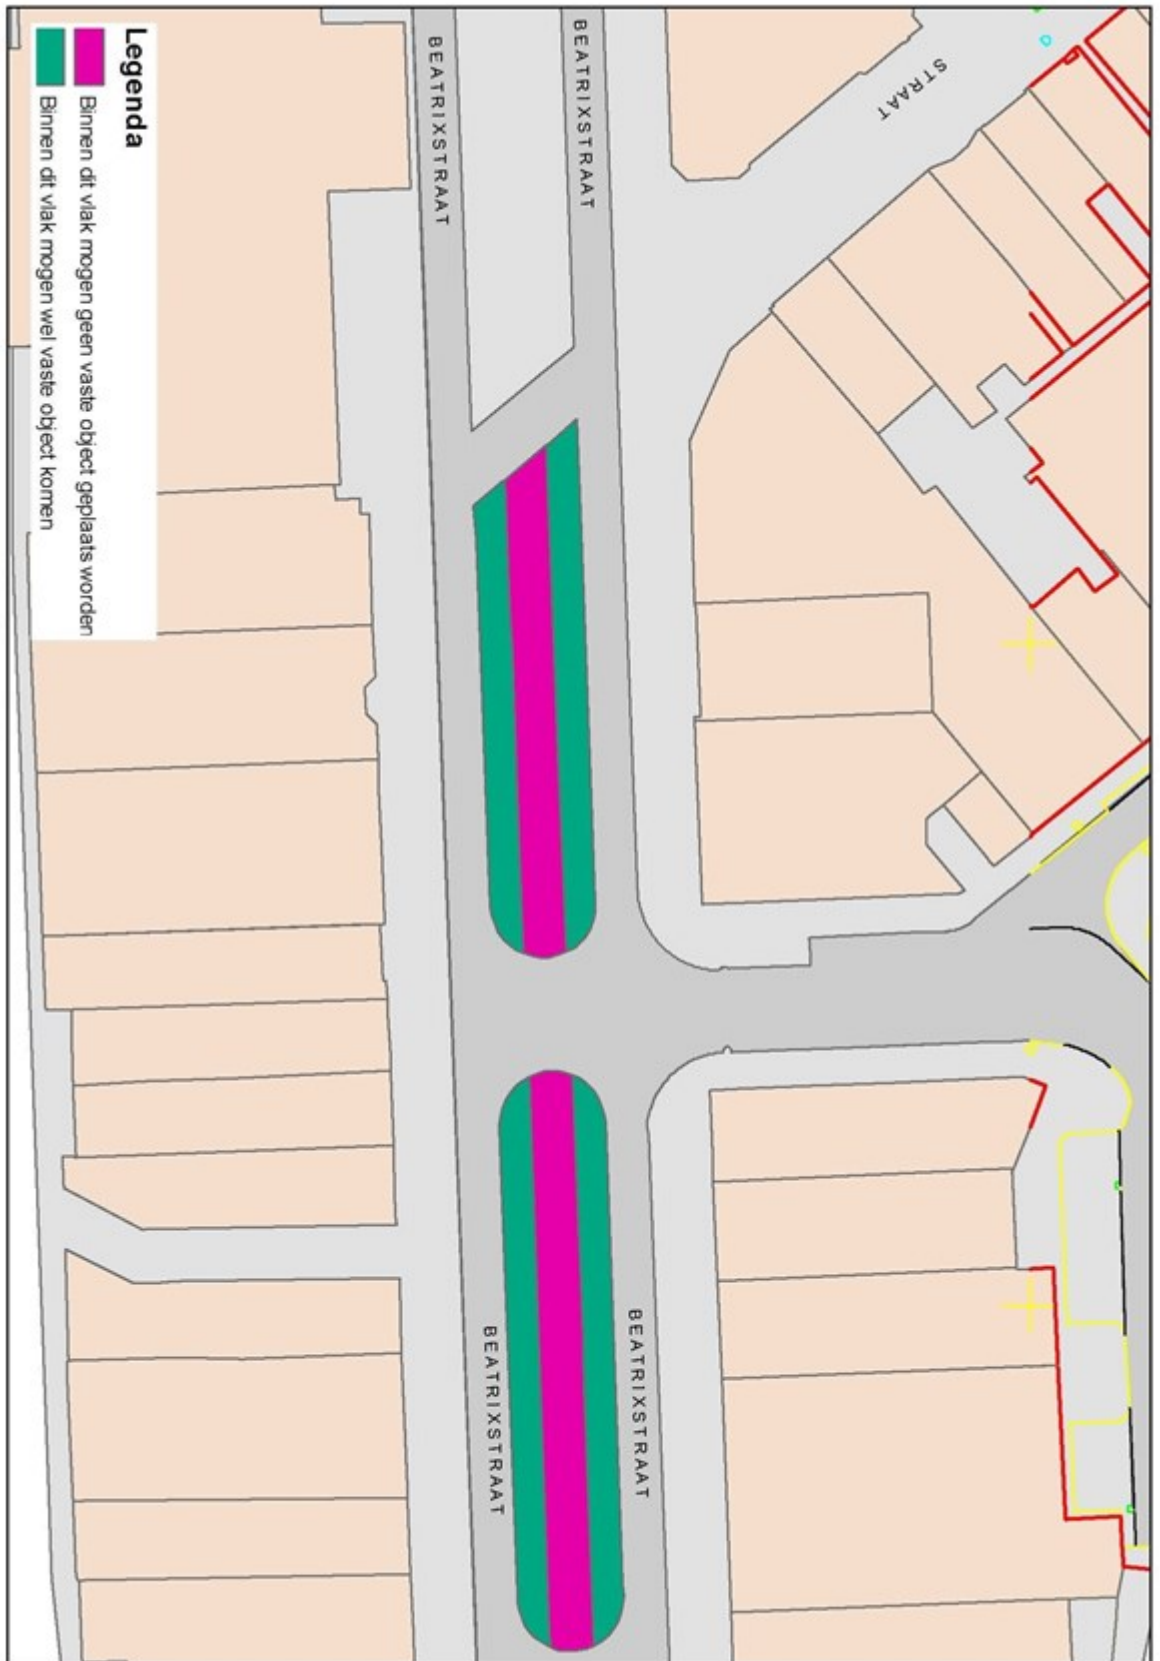 Legenda
Binnen dit vlak mogen geen vaste object geplaats worden
Binnen dit vlak mogen wel vaste object komen
BEATRIXSTRAAT
BEATRIXSTRAAT
STRAAT
BEATRIXSTRAAT
BEATRIXSTRAAT